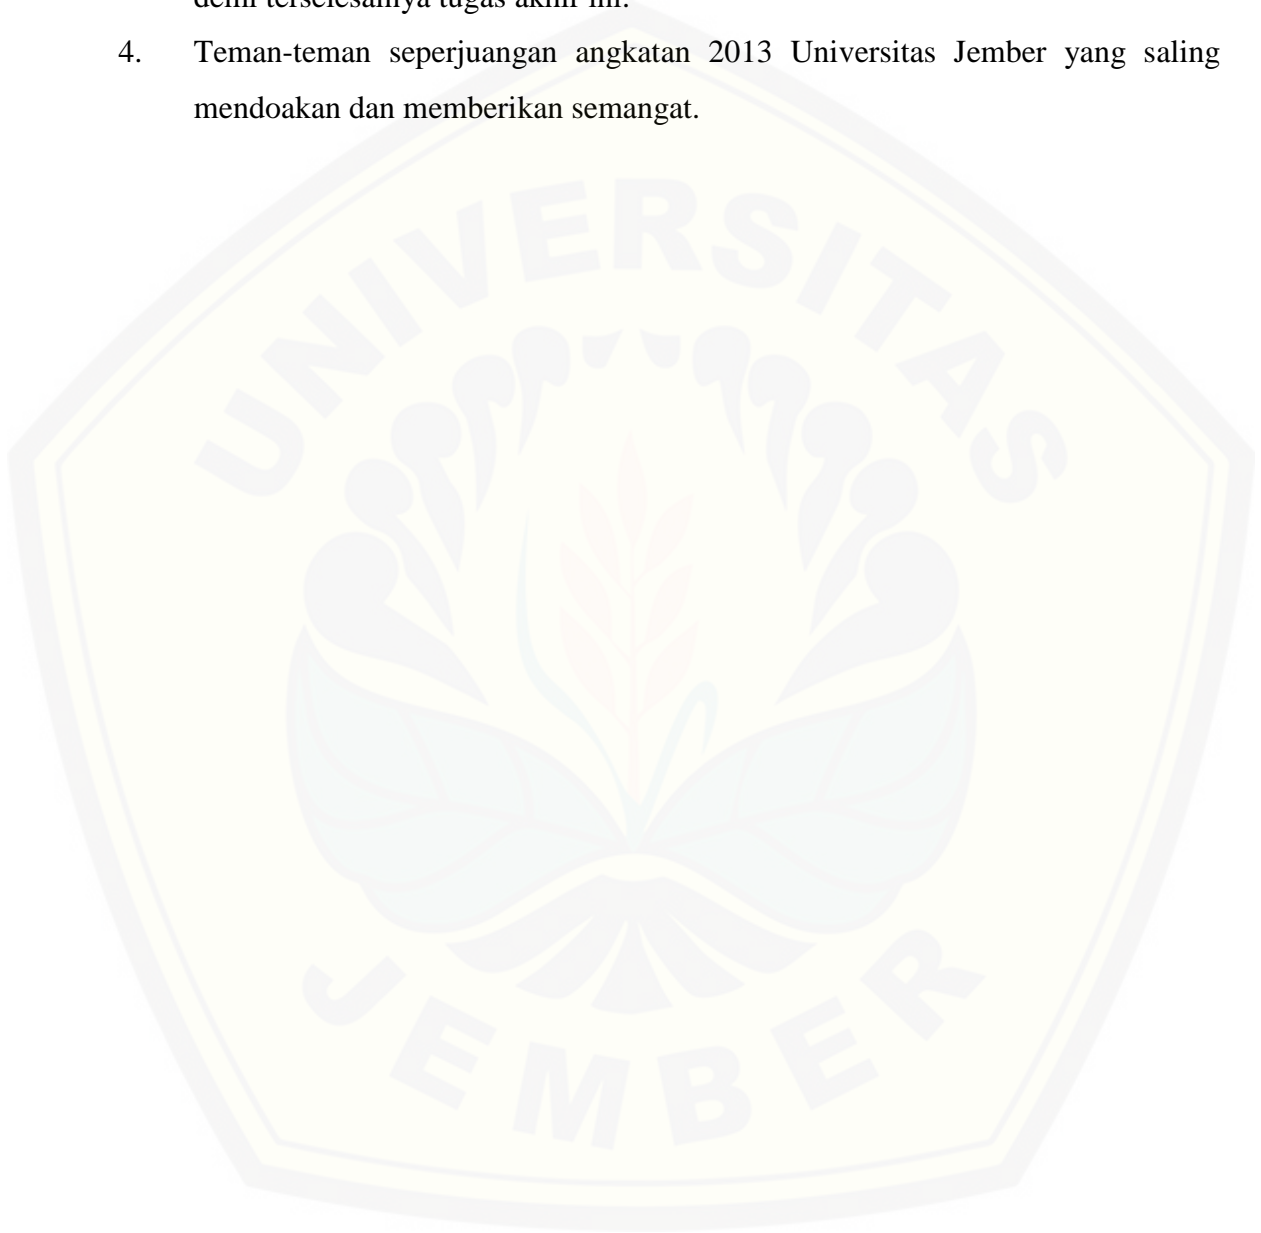 demi terselesainya tugas akhir ini.
4. Teman-teman seperjuangan angkatan 2013 Universitas Jember yang saling
mendoakan dan memberikan semangat.
UNIVERSITAS
JEMBER